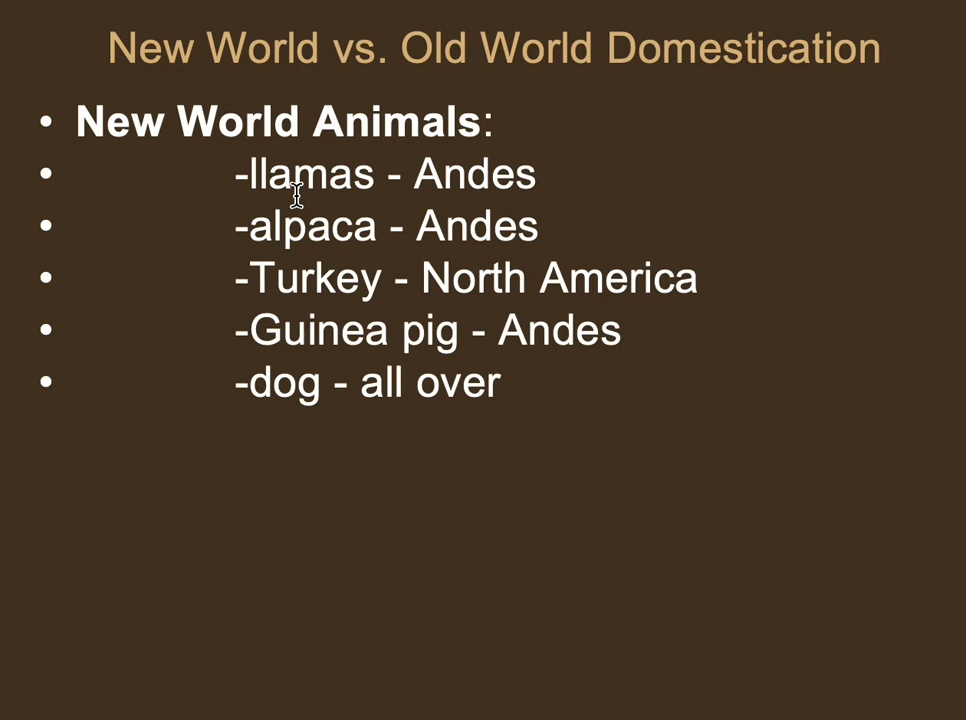 New World vs. Old World Domestication
• New World Animals:
• -llamas - Andes
• -alpaca - Andes
• -Turkey - North America
• -Guinea pig - Andes
• -dog - all over